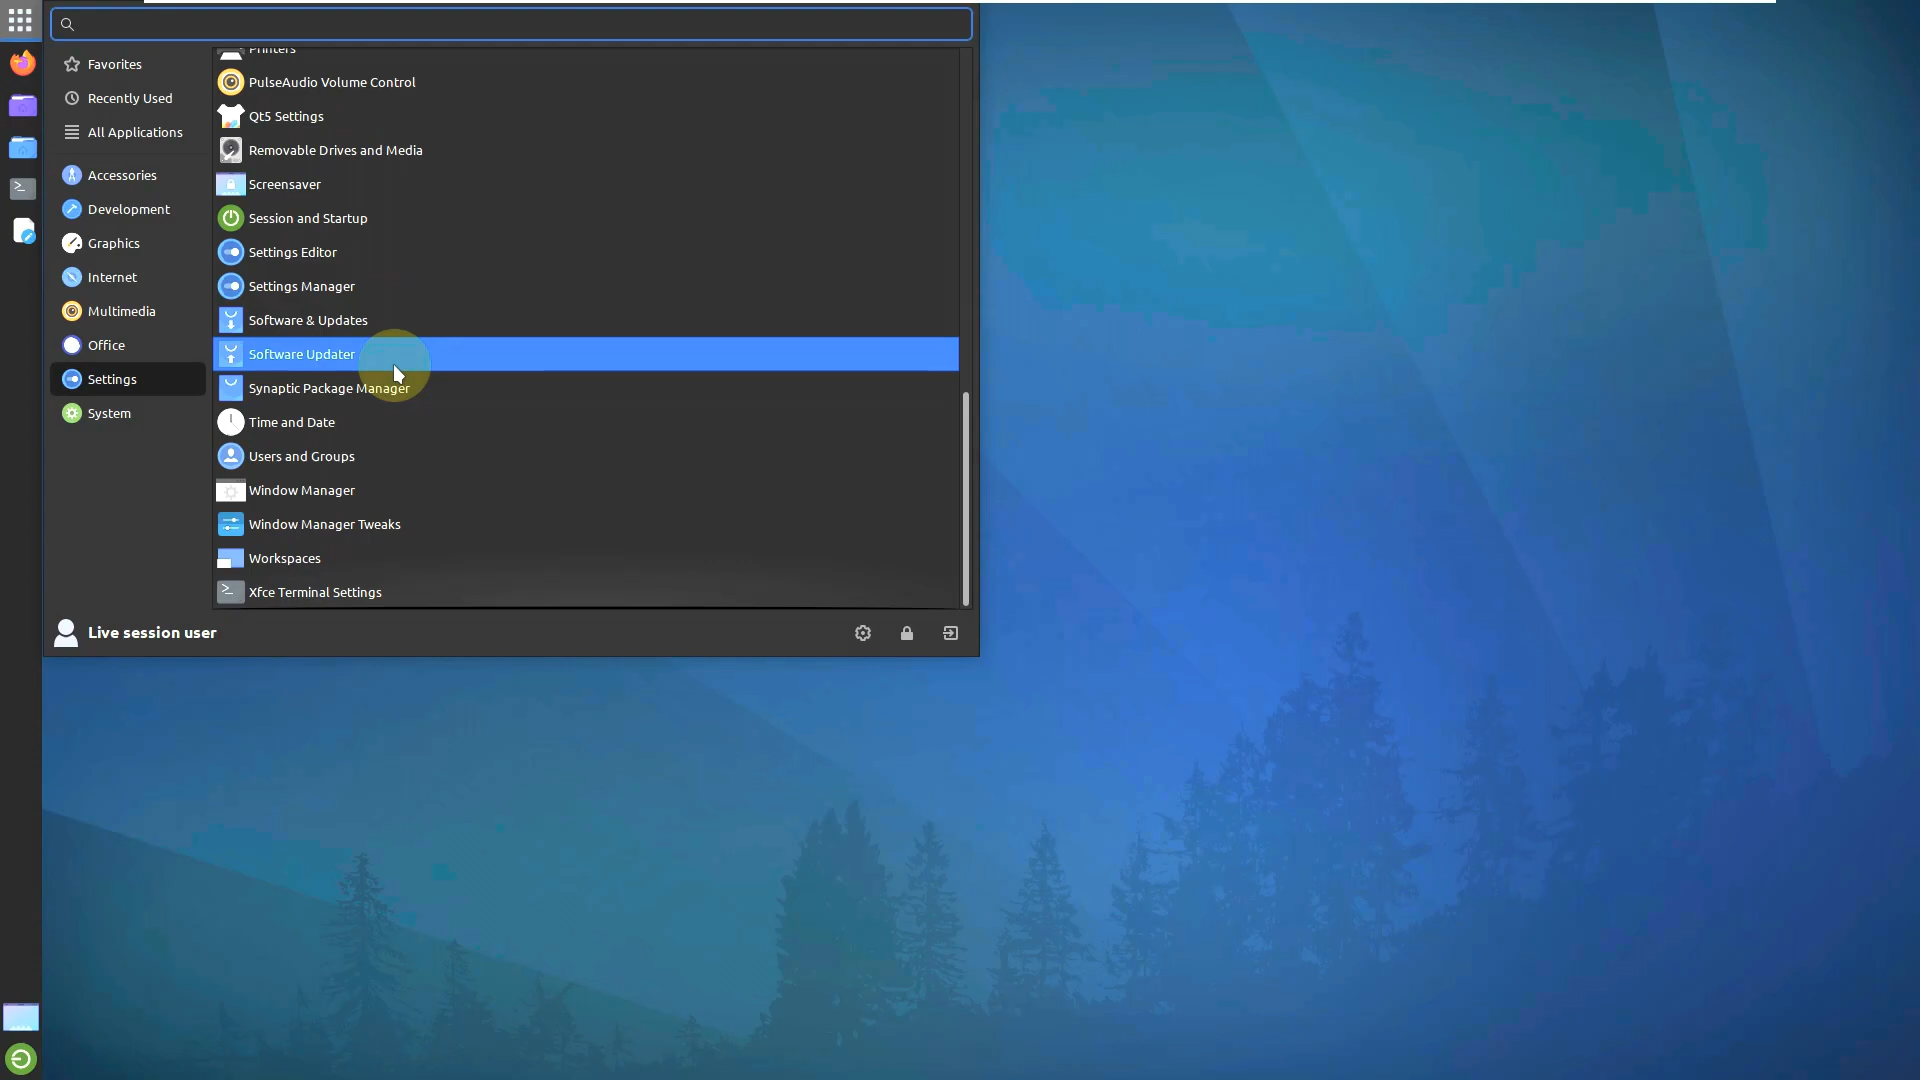 Favorites
Recently Used
All Applications
Accessories
Development
Graphics
Internet
Multimedia
Office
Settings
System
Printers
PulseAudio Volume Control
Qt5 Settings
Removable Drives and Media
Screensaver
Session and Startup
Settings Editor
Settings Manager
Software & Updates
Software Updater
Synaptic Package Manager
Time and Date
Users and Groups
Window Manager
Window Manager Tweaks
Workspaces
Xfce Terminal Settings
Live session user